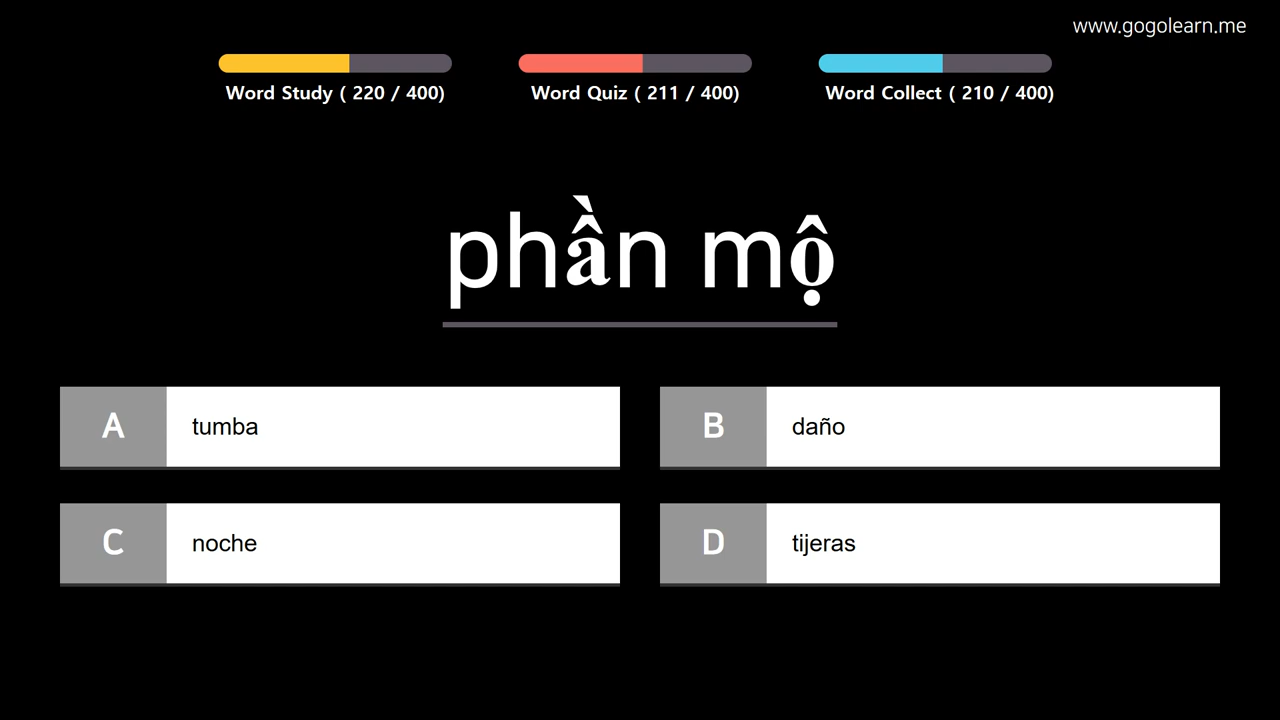 www.gogolearn.me
Word Study ( 220 / 400)
Word Quiz ( 211 / 400)
Word Collect ( 210 / 400)
phần mộ
A tumba
B daño
C noche
D tijeras